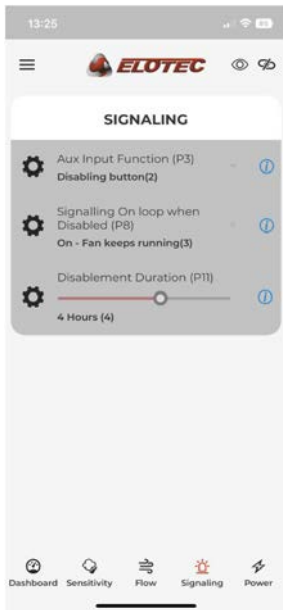 13:25
ELOTEC
SIGNALING
Aux Input Function (P3)
Disabling button(2)
Signalling On loop when
Disabled (P8)
On - Fan keeps running(3)
Disablement Duration (P11)
4 Hours (4)
Dashboard Sensitivity Flow Signaling Power